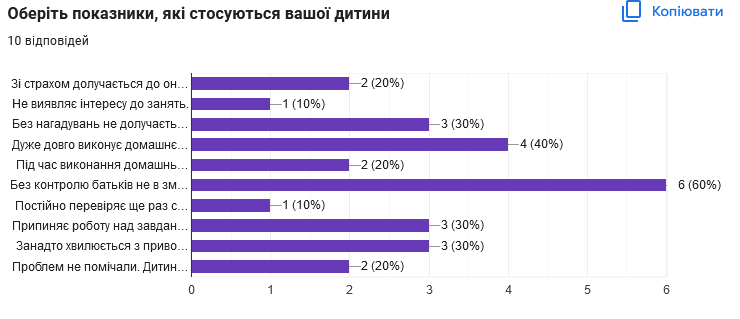 Оберіть показники, які стосуються вашої дитини
Копіювати
10 відповідей
Зі страхом долучається до он…
2 (20%)
Не виявляє інтересу до занять.
1 (10%)
Без нагадувань не долучаєть…
3 (30%)
Дуже довго виконує домашнє…
4 (40%)
Під час виконання домашнь…
2 (20%)
Без контролю батьків не в зм…
6 (60%)
Постійно перевіряє ще раз с…
1 (10%)
Припиняє роботу над завдан…
3 (30%)
Занадто хвилюється з приво…
3 (30%)
Проблем не помічали. Дитин…
2 (20%)
0 1 2 3 4 5 6